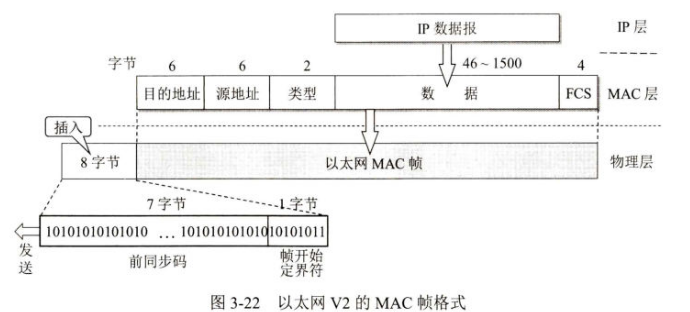 IP 数据报
IP 层
字节
6
6
2
46 ~ 1500
4
目的地址
源地址
类型
数 据
FCS
MAC 层
插入
8 字节
以太网 MAC 帧
物理层
7 字节
1 字节
10101010101010 … 10101010101010101011
发送
前同步码
帧开始
定界符
图 3-22 以太网 V2 的 MAC 帧格式